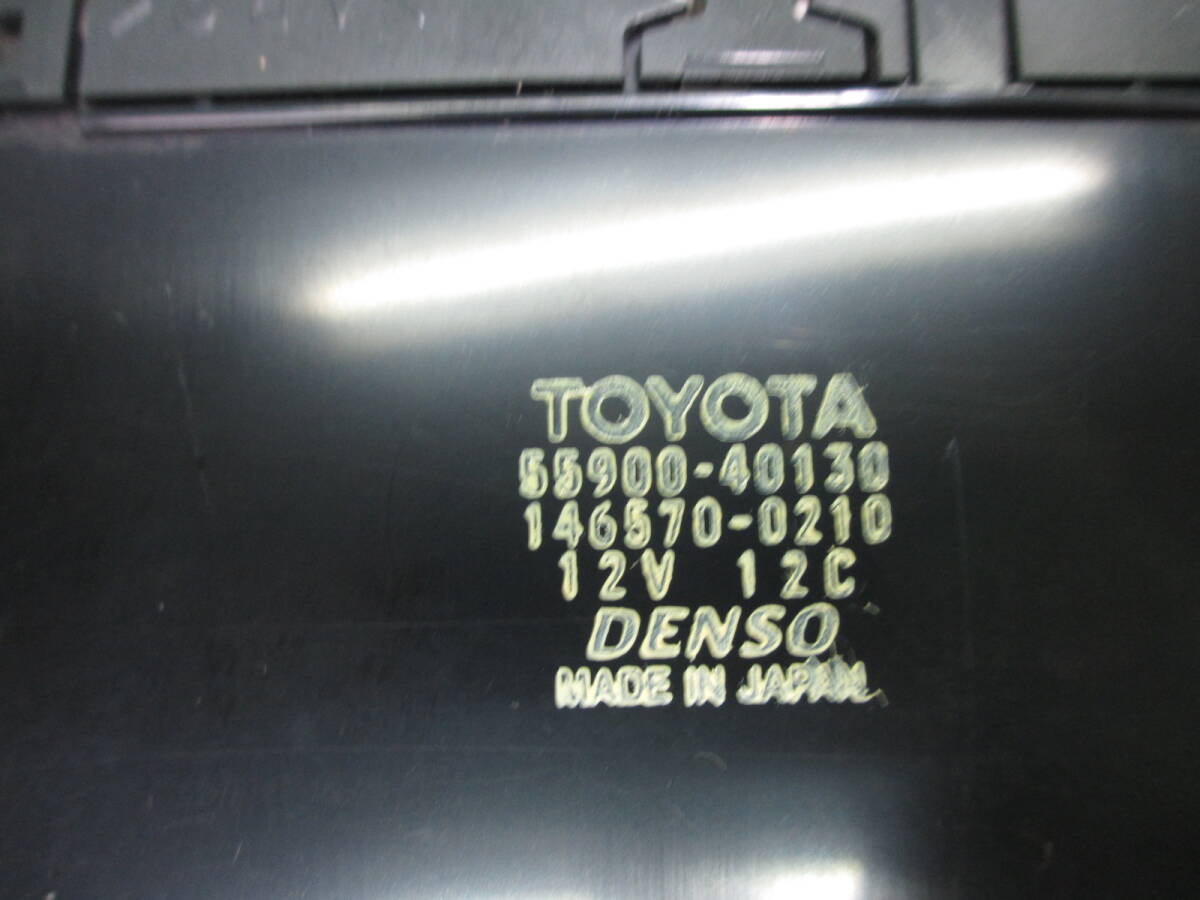 TOYOTA
55900-40130
146570-0210
12V 12C
DENSO
MADE IN JAPAN